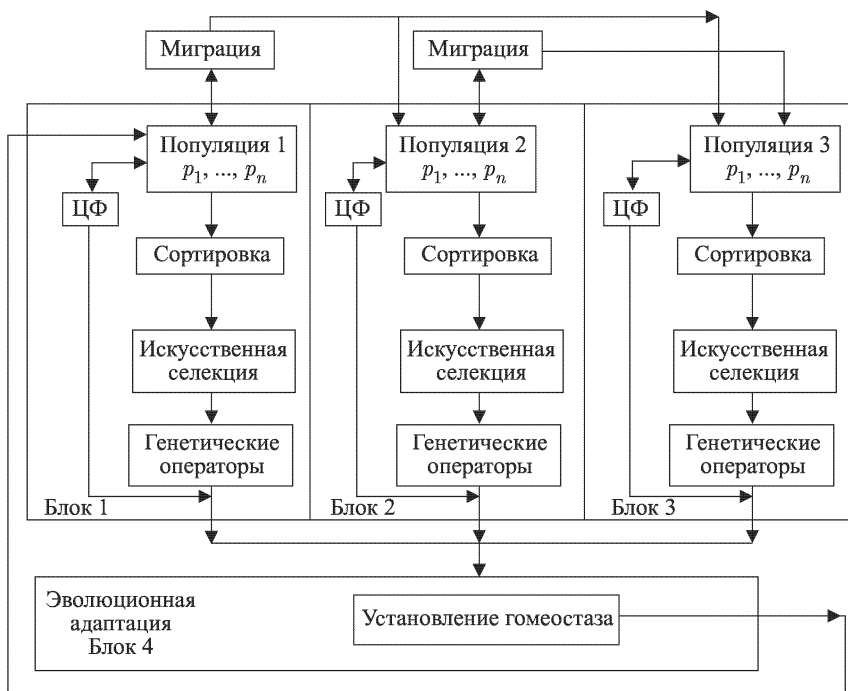 Миграция
Миграция
Популяция 1
p₁, ..., pₙ
Популяция 2
p₁, ..., pₙ
Популяция 3
p₁, ..., pₙ
ЦФ
ЦФ
ЦФ
Сортировка
Сортировка
Сортировка
Искусственная
селекция
Искусственная
селекция
Искусственная
селекция
Генетические
операторы
Генетические
операторы
Генетические
операторы
Блок 1
Блок 2
Блок 3
Эволюционная
адаптация
Блок 4
Установление гомеостаза